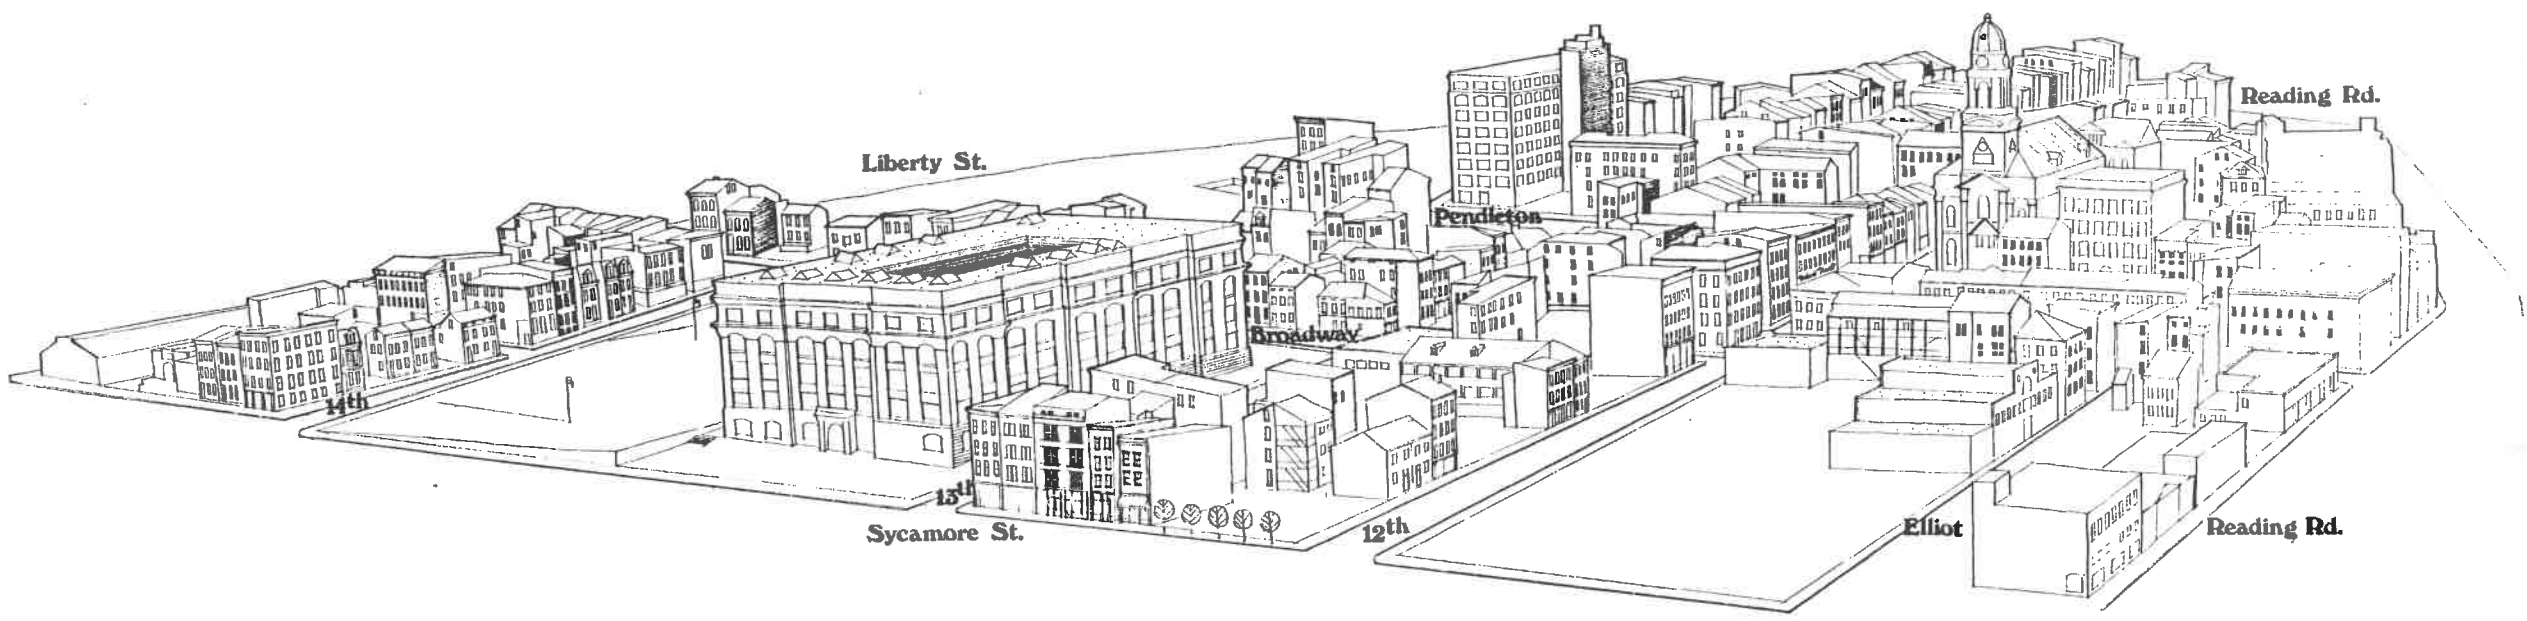 Reading Rd.
Liberty St.
Pendleton
Broadway
14th
13th
Sycamore St.
12th
Elliot
Reading Rd.